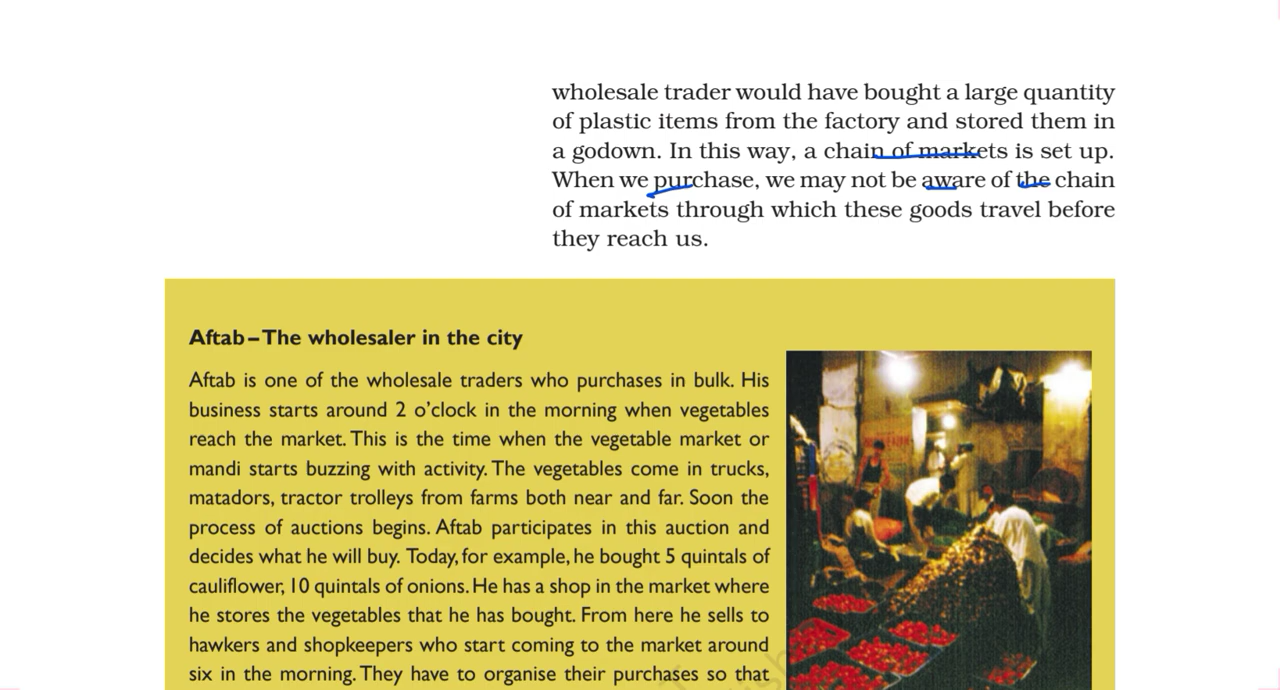 wholesale trader would have bought a large quantity
of plastic items from the factory and stored them in
a godown. In this way, a chain of markets is set up.
When we purchase, we may not be aware of the chain
of markets through which these goods travel before
they reach us.
Aftab – The wholesaler in the city
Aftab is one of the wholesale traders who purchases in bulk. His
business starts around 2 o’clock in the morning when vegetables
reach the market. This is the time when the vegetable market or
mandi starts buzzing with activity. The vegetables come in trucks,
matadors, tractor trolleys from farms both near and far. Soon the
process of auctions begins. Aftab participates in this auction and
decides what he will buy. Today, for example, he bought 5 quintals of
cauliflower, 10 quintals of onions. He has a shop in the market where
he stores the vegetables that he has bought. From here he sells to
hawkers and shopkeepers who start coming to the market around
six in the morning. They have to organise their purchases so that